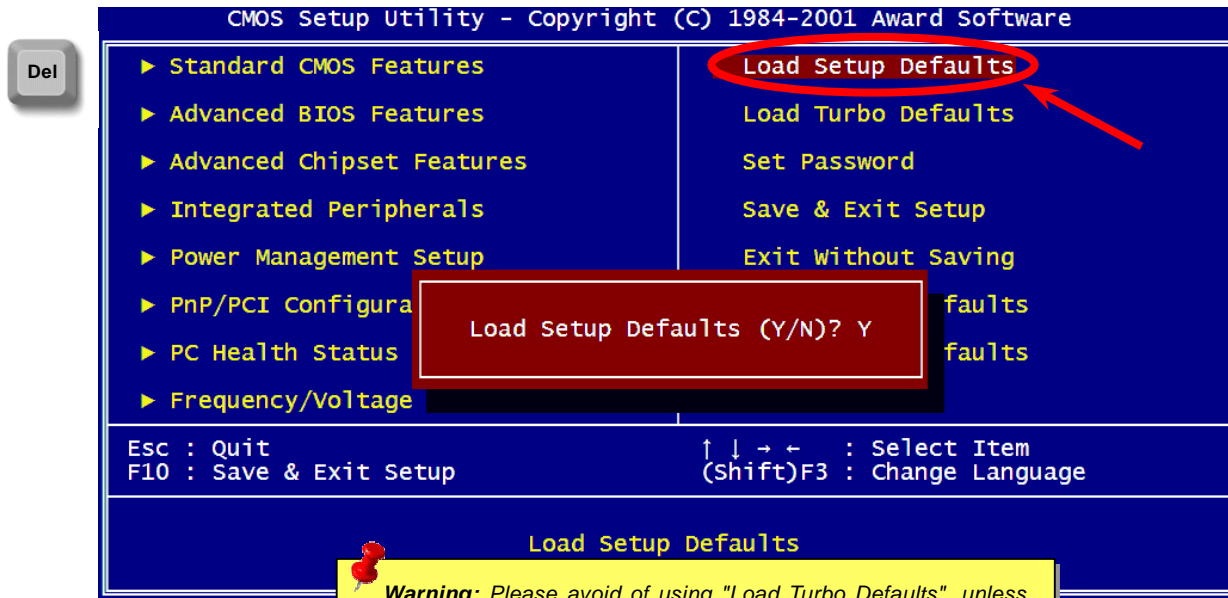 CMOS Setup Utility - Copyright (C) 1984-2001 Award Software
Del
► Standard CMOS Features
► Advanced BIOS Features
► Advanced Chipset Features
► Integrated Peripherals
► Power Management Setup
► PnP/PCI Configura
► PC Health Status
► Frequency/Voltage
Load Setup Defaults
Load Turbo Defaults
Set Password
Save & Exit Setup
Exit Without Saving
faults
faults
Load Setup Defaults (Y/N)? Y
Esc : Quit
F10 : Save & Exit Setup
↑ ↓ → ← : Select Item
(Shift)F3 : Change Language
Load Setup Defaults
Warning: Please avoid of using "Load Turbo Defaults", unless